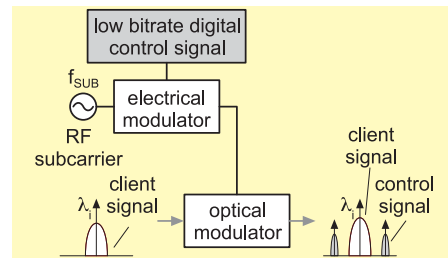 low bitrate digital
control signal
fSUB
electrical
modulator
RF
subcarrier
client
signal
λi
client
signal
optical
modulator
λi
control
signal